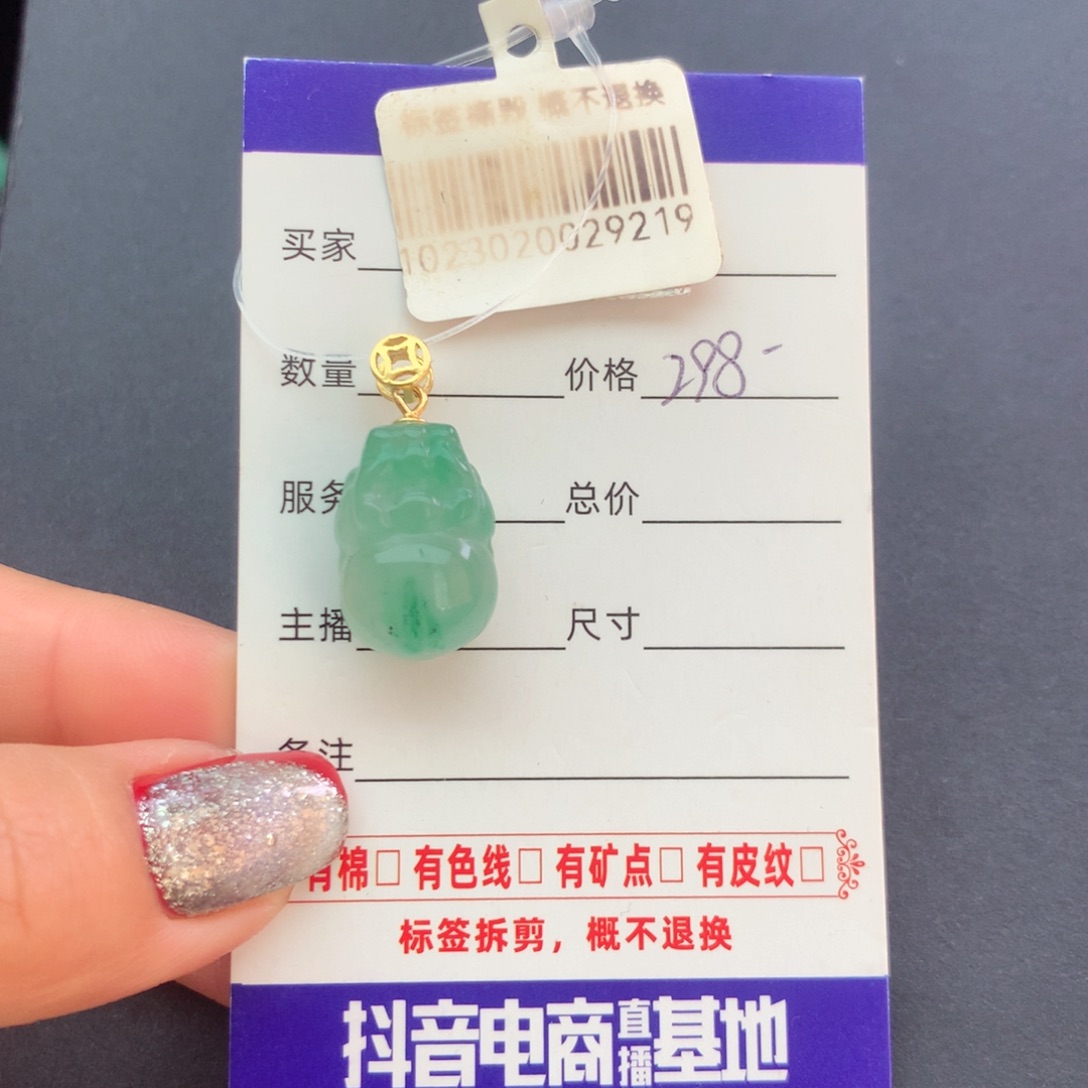 标签撕毁 概不退换
1023020029219
买家
数量 价格 298-
服务 总价
主播 尺寸
备注
有棉□ 有色线□ 有矿点□ 有皮纹□
标签拆剪，概不退换
抖音电商直播基地